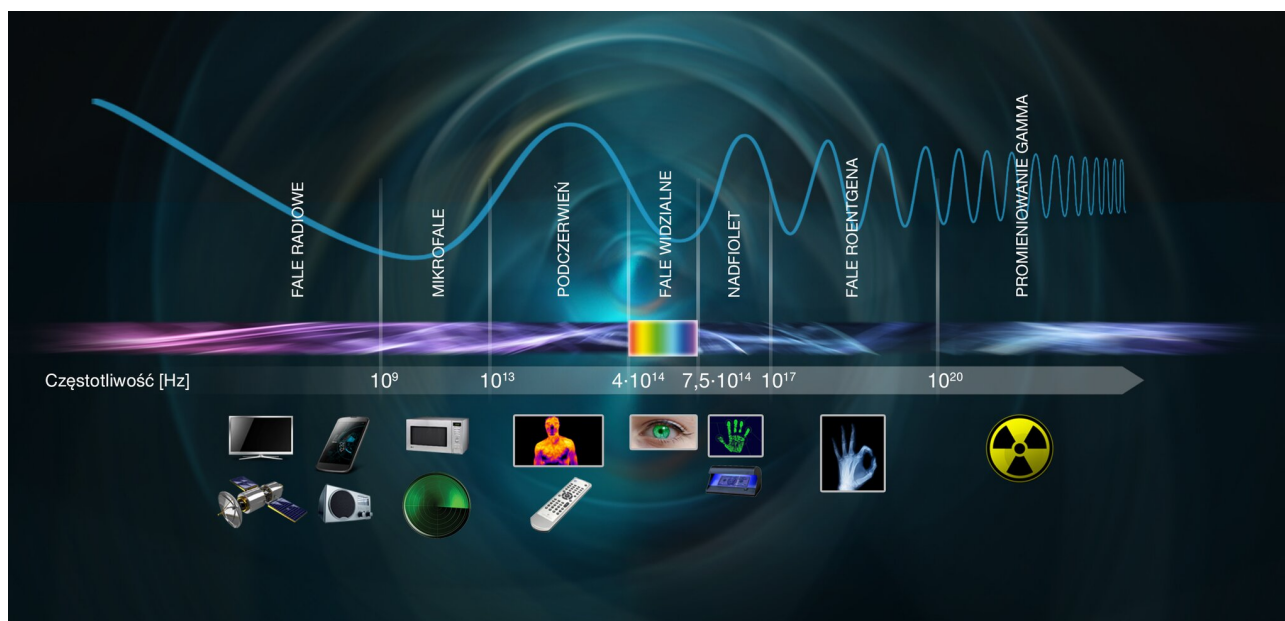 FALE RADIOWE
MIKROFALE
PODCZERWIEŃ
FALE WIDZIALNE
NADFIOLET
FALE ROENTGENA
PROMIENIOWANIE GAMMA
Częstotliwość [Hz]
10⁹
10¹³
4·10¹⁴
7,5·10¹⁴
10¹⁷
10²⁰